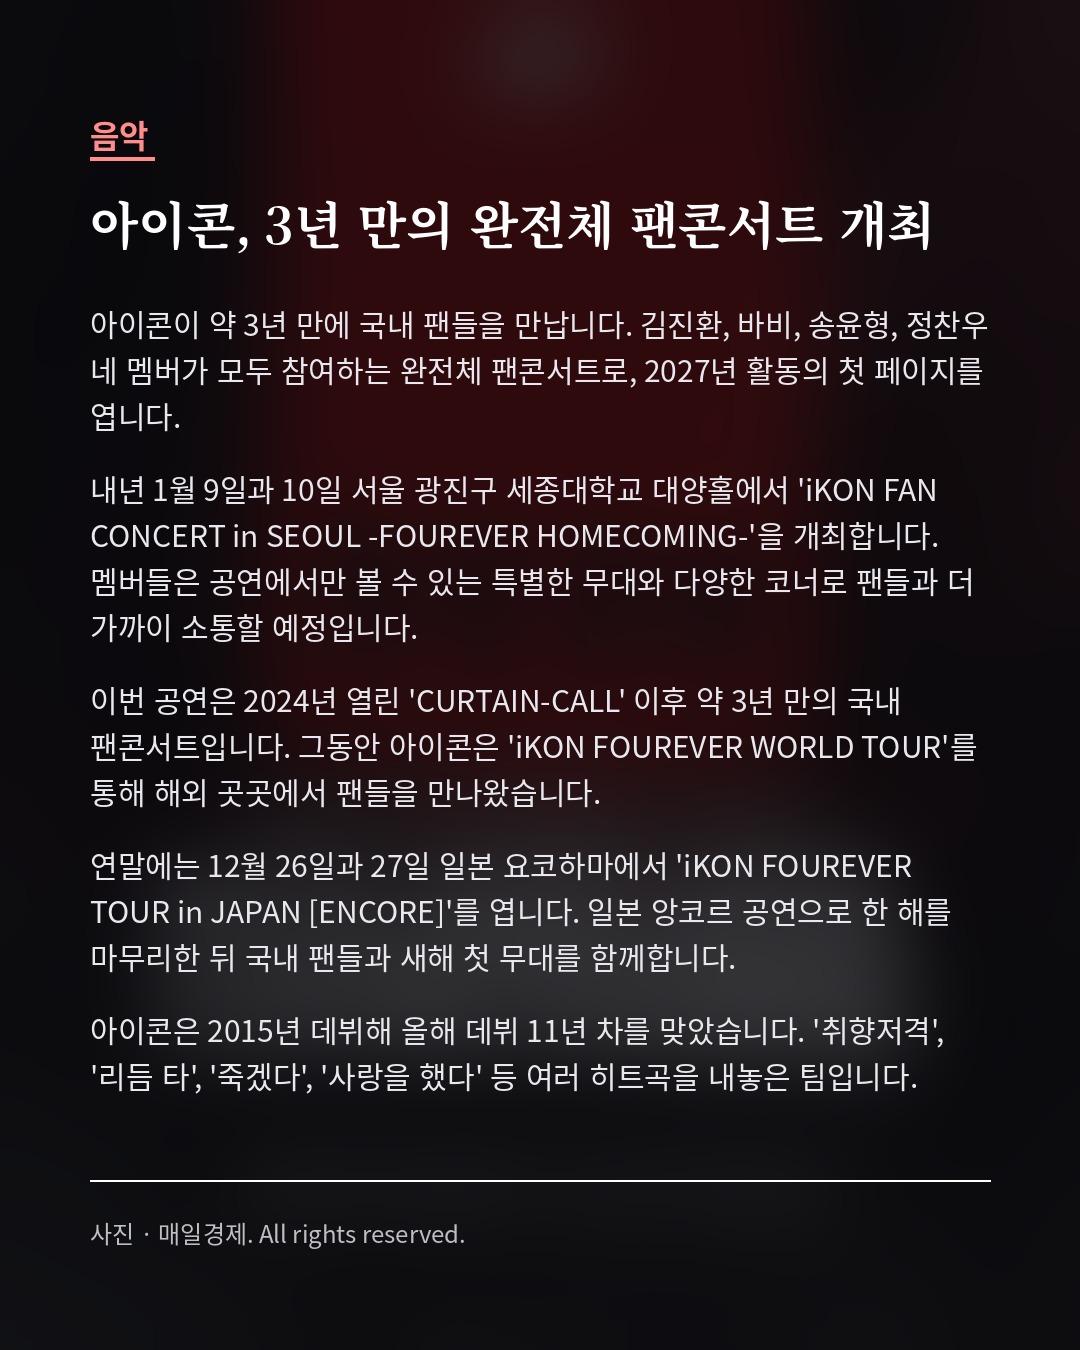 음악
아이콘, 3년 만의 완전체 팬콘서트 개최
아이콘이 약 3년 만에 국내 팬들을 만납니다. 김진환, 바비, 송윤형, 정찬우
네 멤버가 모두 참여하는 완전체 팬콘서트로, 2027년 활동의 첫 페이지를
엽니다.
내년 1월 9일과 10일 서울 광진구 세종대학교 대양홀에서 'iKON FAN
CONCERT in SEOUL -FOUREVER HOMECOMING-'을 개최합니다.
멤버들은 공연에서만 볼 수 있는 특별한 무대와 다양한 코너로 팬들과 더
가까이 소통할 예정입니다.
이번 공연은 2024년 열린 'CURTAIN-CALL' 이후 약 3년 만의 국내
팬콘서트입니다. 그동안 아이콘은 'iKON FOUREVER WORLD TOUR'를
통해 해외 곳곳에서 팬들을 만나왔습니다.
연말에는 12월 26일과 27일 일본 요코하마에서 'iKON FOUREVER
TOUR in JAPAN [ENCORE]'를 엽니다. 일본 앙코르 공연으로 한 해를
마무리한 뒤 국내 팬들과 새해 첫 무대를 함께합니다.
아이콘은 2015년 데뷔해 올해 데뷔 11년 차를 맞았습니다. '취향저격',
'리듬 타', '죽겠다', '사랑을 했다' 등 여러 히트곡을 내놓은 팀입니다.
사진 · 매일경제. All rights reserved.